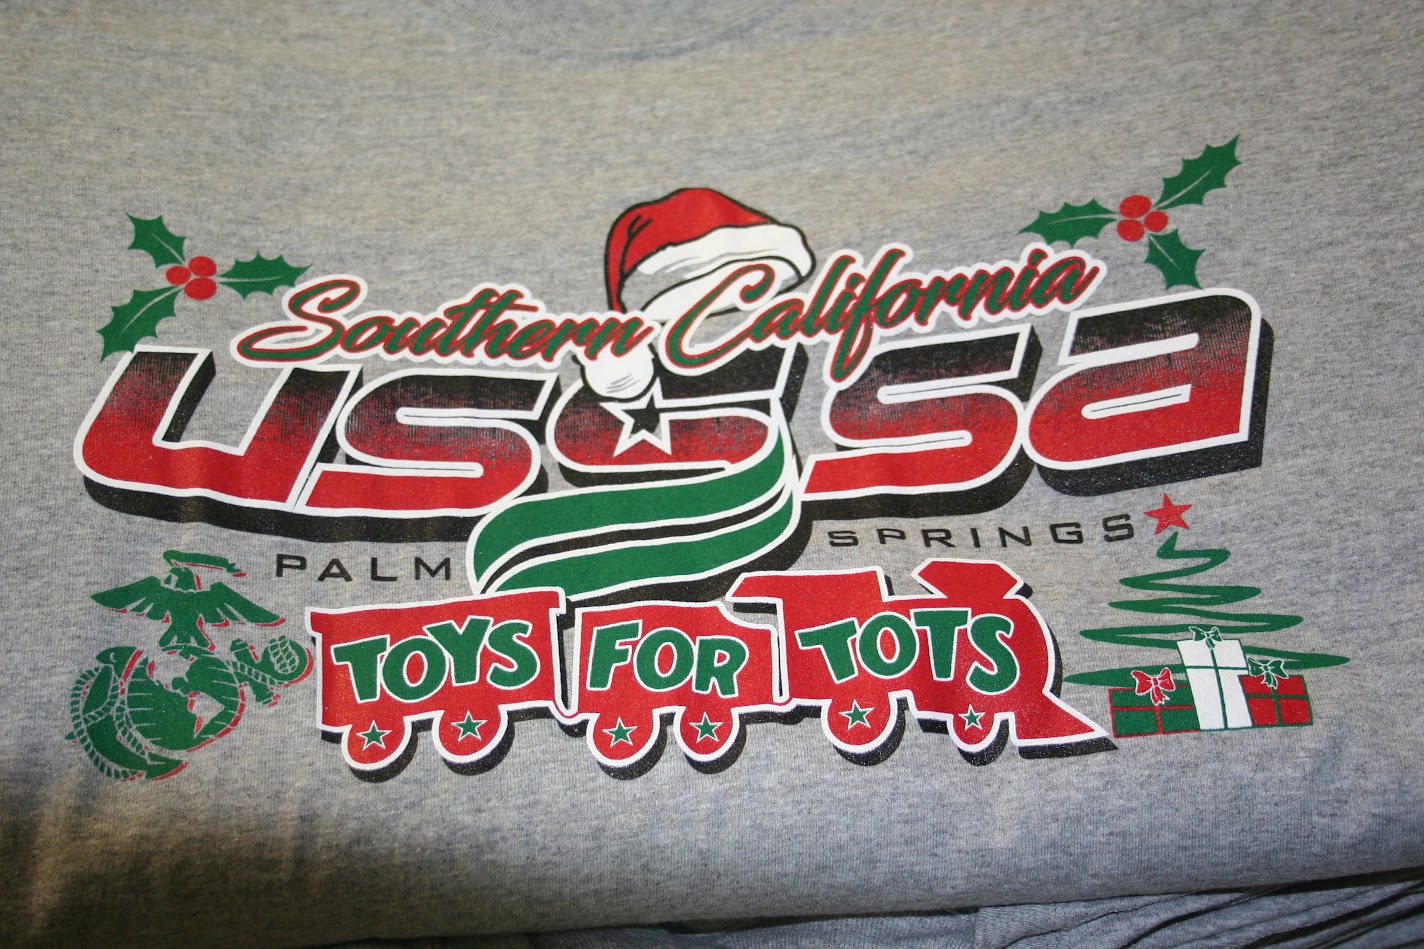 Southern California
USSSA
PALM SPRINGS
TOYS FOR TOTS